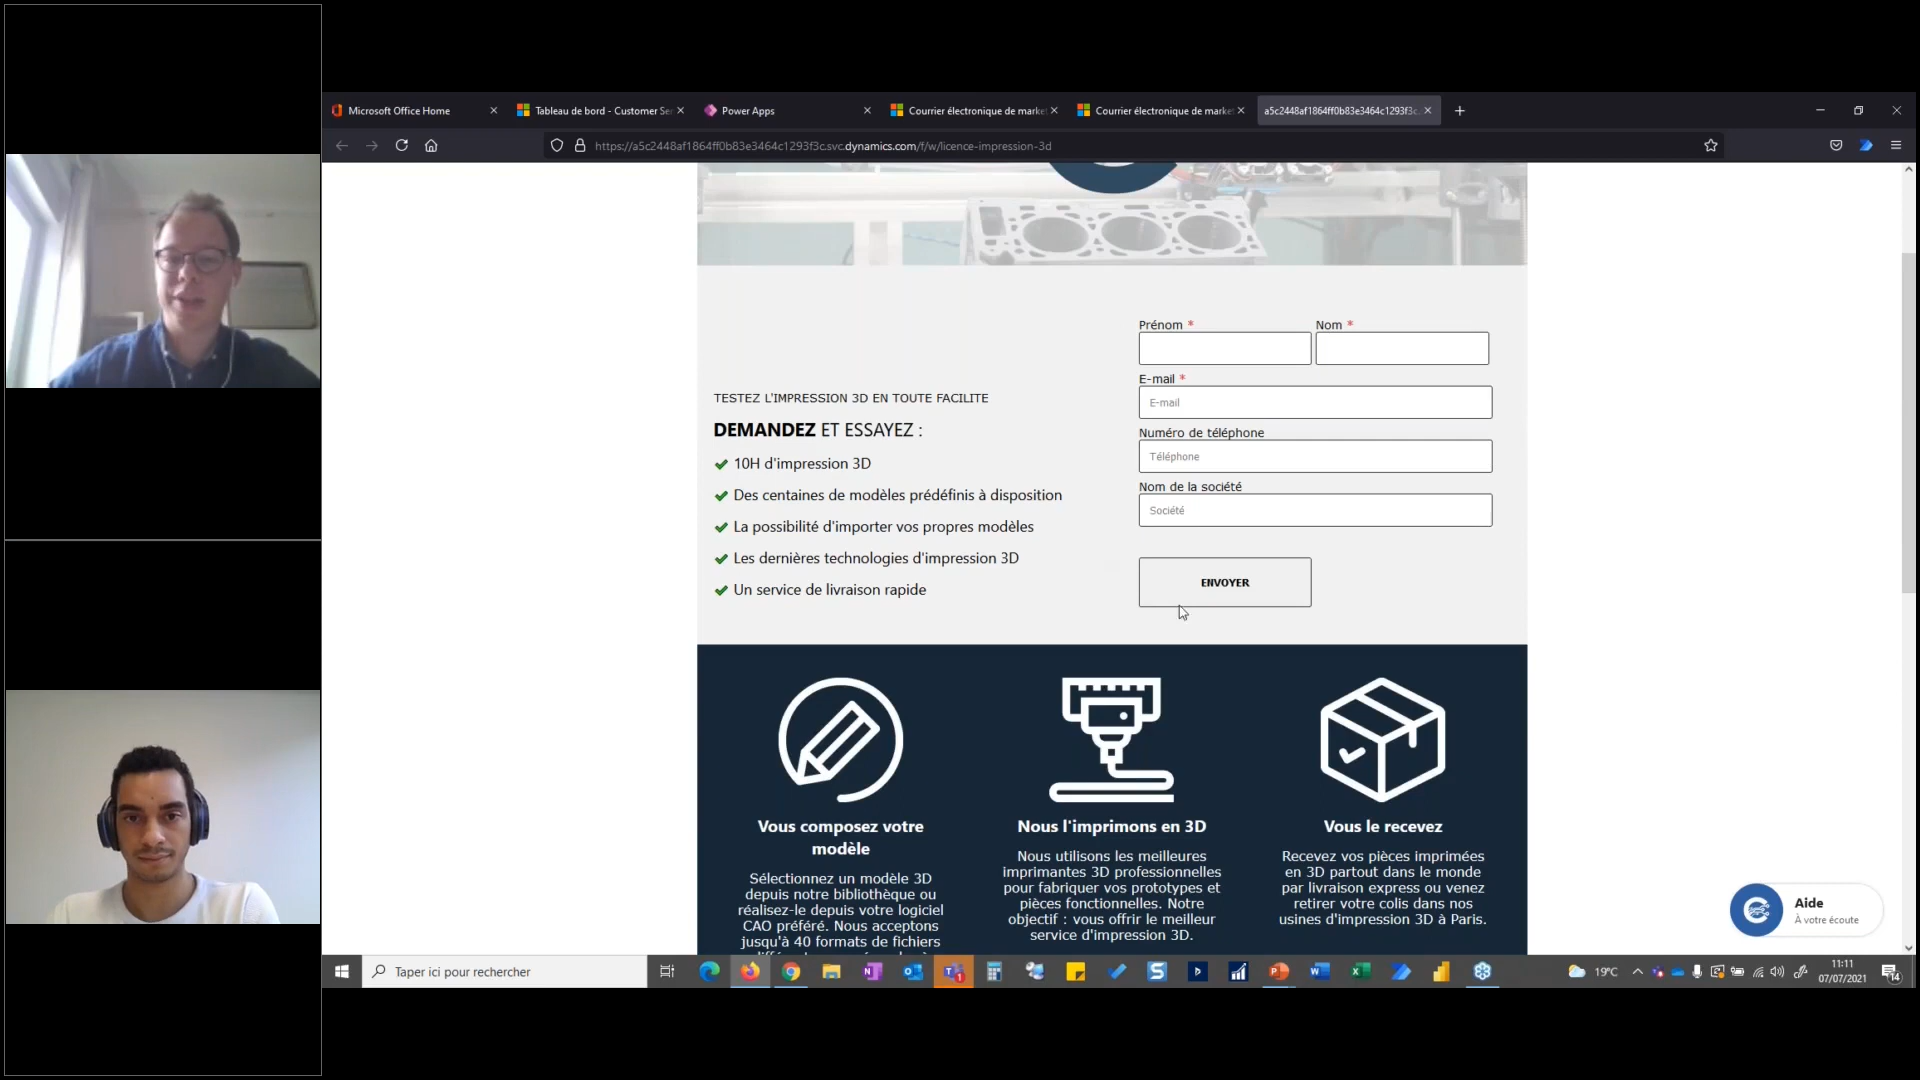 Microsoft Office Home
Tableau de bord - Customer Se
Power Apps
Courrier électronique de marke
Courrier électronique de marke
a5c2448af1864ff0b83e3464c1293f3c.
https://a5c2448af1864ff0b83e3464c1293f3c.svc.dynamics.com/f/w/licence-impression-3d
Prénom *
Nom *
E-mail *
E-mail
Numéro de téléphone
Téléphone
Nom de la société
Société
ENVOYER
TESTEZ L'IMPRESSION 3D EN TOUTE FACILITE
DEMANDEZ ET ESSAYEZ :
10H d'impression 3D
Des centaines de modèles prédéfinis à disposition
La possibilité d'importer vos propres modèles
Les dernières technologies d'impression 3D
Un service de livraison rapide
Vous composez votre
modèle
Sélectionnez un modèle 3D
depuis notre bibliothèque ou
réalisez-le depuis votre logiciel
CAO préféré. Nous acceptons
jusqu'à 40 formats de fichiers
Nous l'imprimons en 3D
Nous utilisons les meilleures
imprimantes 3D professionnelles
pour fabriquer vos prototypes et
pièces fonctionnelles. Notre
objectif : vous offrir le meilleur
service d'impression 3D.
Vous le recevez
Recevez vos pièces imprimées
en 3D partout dans le monde
par livraison express ou venez
retirer votre colis dans nos
usines d'impression 3D à Paris.
Aide
À votre écoute
Taper ici pour rechercher
19°C
11:11
07/07/2021
14